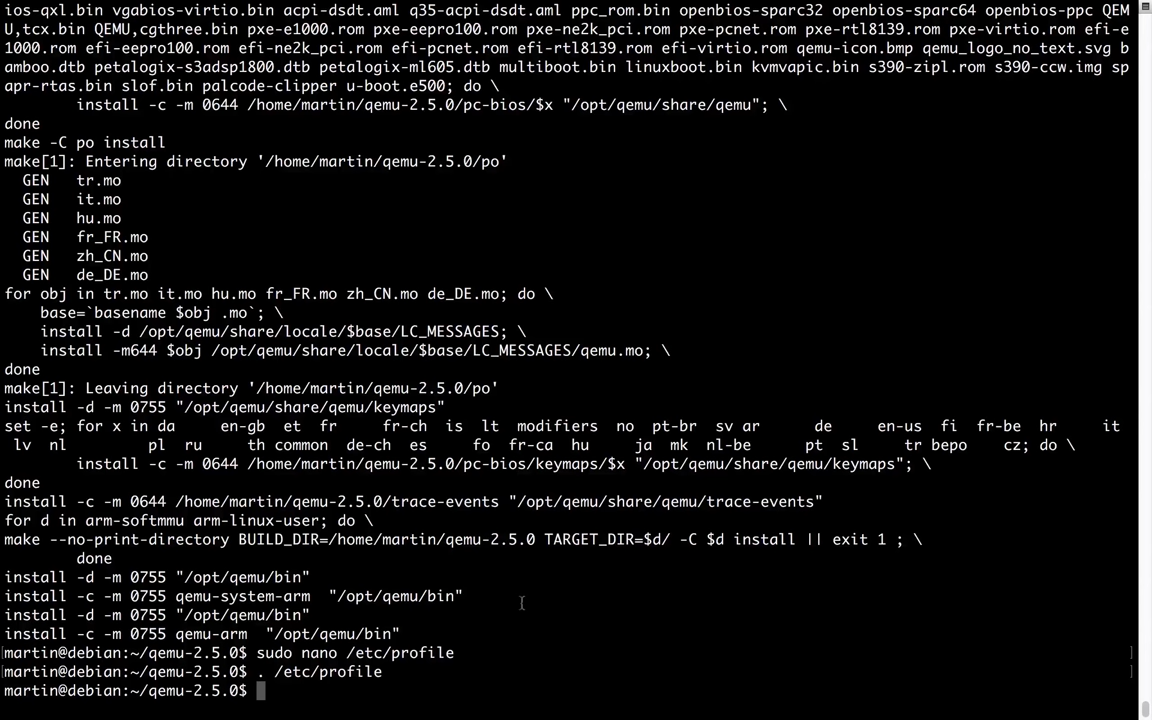 ios-qxl.bin vgabios-virtio.bin acpi-dsdt.aml q35-acpi-dsdt.aml ppc_rom.bin openbios-sparc32 openbios-sparc64 openbios-ppc QEM
U,tcx.bin QEMU,cgthree.bin pxe-e1000.rom pxe-eepro100.rom pxe-ne2k_pci.rom pxe-pcnet.rom pxe-rtl8139.rom pxe-virtio.rom efi-e
1000.rom efi-eepro100.rom efi-ne2k_pci.rom efi-pcnet.rom efi-rtl8139.rom efi-virtio.rom qemu-icon.bmp qemu_logo_no_text.svg b
amboo.dtb petalogix-s3adsp1800.dtb petalogix-ml605.dtb multiboot.bin linuxboot.bin kvmvapic.bin s390-zipl.rom s390-ccw.img sp
apr-rtas.bin slof.bin palcode-clipper u-boot.e500; do \
        install -c -m 0644 /home/martin/qemu-2.5.0/pc-bios/$x "/opt/qemu/share/qemu"; \
done
make -C po install
make[1]: Entering directory '/home/martin/qemu-2.5.0/po'
  GEN   tr.mo
  GEN   it.mo
  GEN   hu.mo
  GEN   fr_FR.mo
  GEN   zh_CN.mo
  GEN   de_DE.mo
for obj in tr.mo it.mo hu.mo fr_FR.mo zh_CN.mo de_DE.mo; do \
    base=`basename $obj .mo`; \
    install -d /opt/qemu/share/locale/$base/LC_MESSAGES; \
    install -m644 $obj /opt/qemu/share/locale/$base/LC_MESSAGES/qemu.mo; \
done
make[1]: Leaving directory '/home/martin/qemu-2.5.0/po'
install -d -m 0755 "/opt/qemu/share/qemu/keymaps"
set -e; for x in da     en-gb  et  fr     fr-ch  is  lt  modifiers  no  pt-br  sv ar      de     en-us  fi  fr-be  hr     it
 lv  nl         pl  ru     th common  de-ch  es     fo  fr-ca  hu     ja  mk  nl-be      pt  sl     tr bepo    cz; do \
        install -c -m 0644 /home/martin/qemu-2.5.0/pc-bios/keymaps/$x "/opt/qemu/share/qemu/keymaps"; \
done
install -c -m 0644 /home/martin/qemu-2.5.0/trace-events "/opt/qemu/share/qemu/trace-events"
for d in arm-softmmu arm-linux-user; do \
make --no-print-directory BUILD_DIR=/home/martin/qemu-2.5.0 TARGET_DIR=$d/ -C $d install || exit 1 ; \
          done
install -d -m 0755 "/opt/qemu/bin"
install -c -m 0755 qemu-system-arm  "/opt/qemu/bin"
install -d -m 0755 "/opt/qemu/bin"
install -c -m 0755 qemu-arm  "/opt/qemu/bin"
martin@debian:~/qemu-2.5.0$ sudo nano /etc/profile
martin@debian:~/qemu-2.5.0$ . /etc/profile
martin@debian:~/qemu-2.5.0$